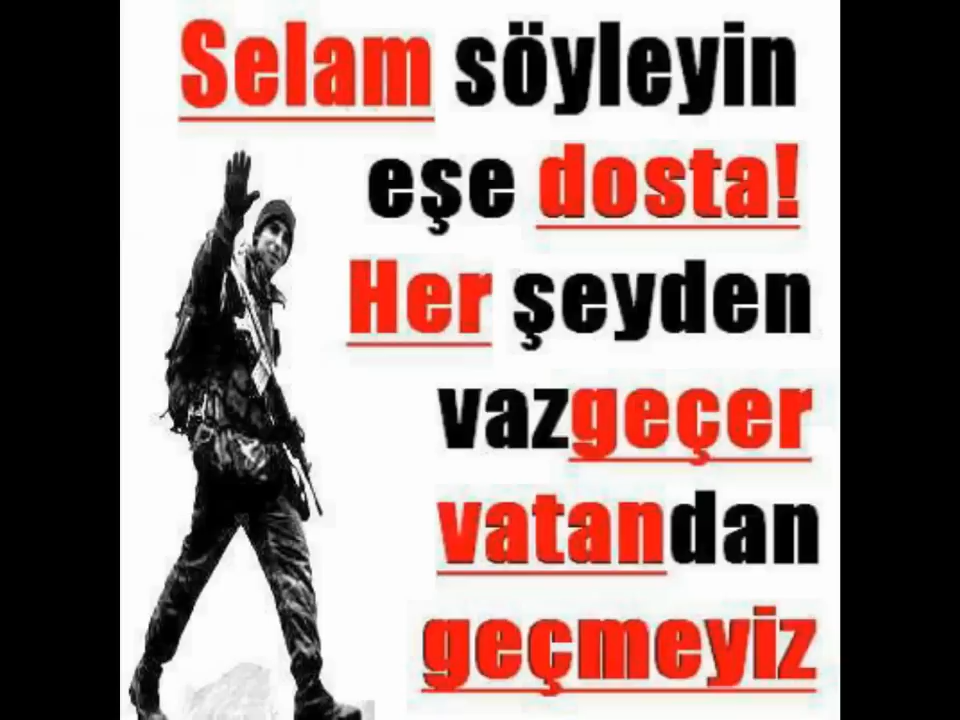 Selam söyleyin
eşe dosta!
Her şeyden
vazgeçer
vatandan
geçmeyiz